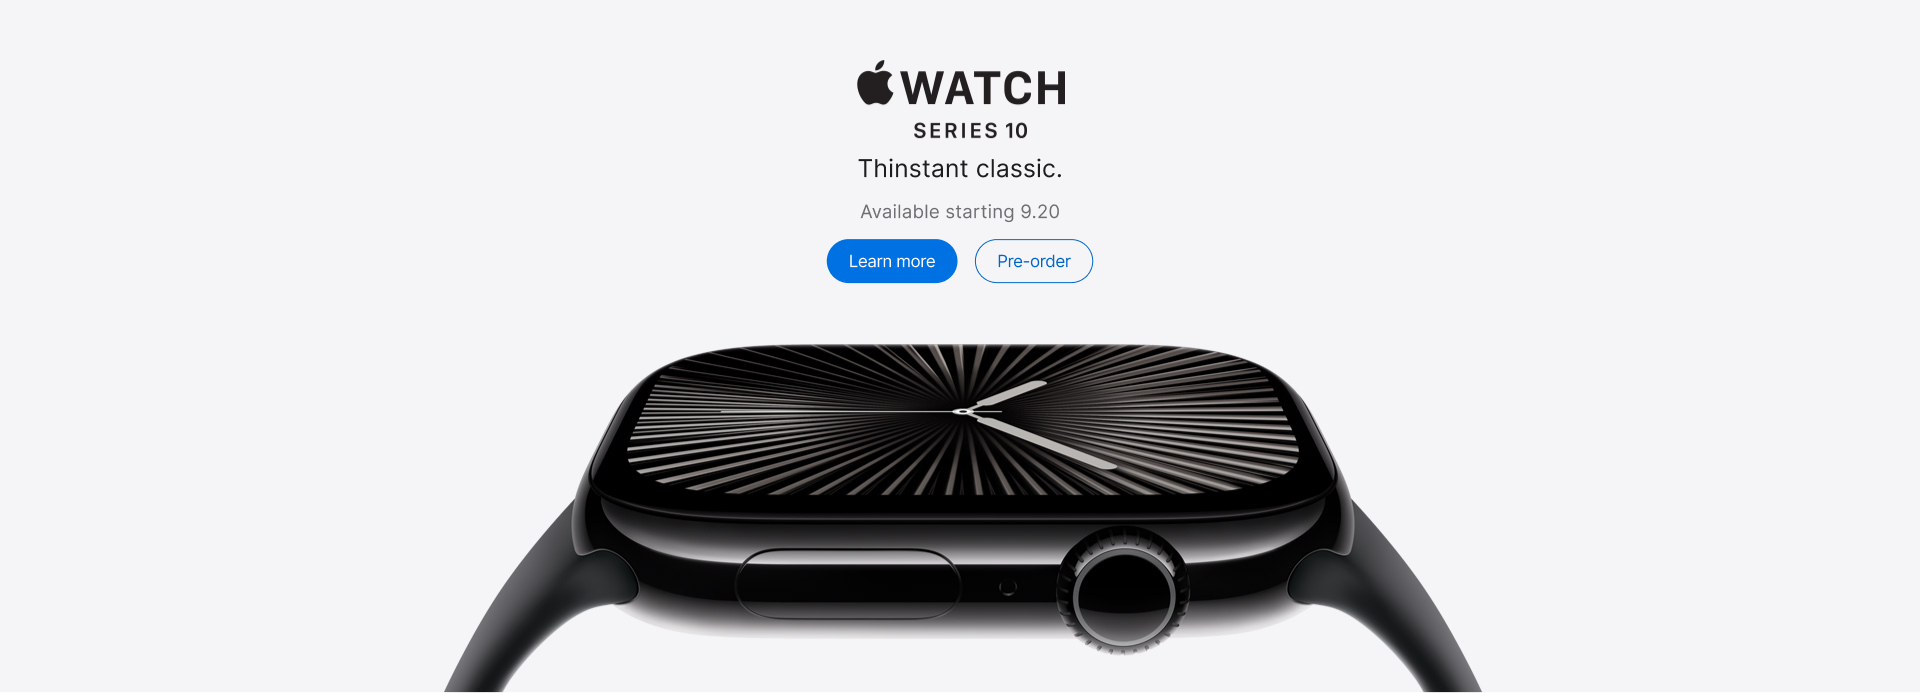 WATCH
SERIES 10
Thinstant classic.
Available starting 9.20
Learn more
Pre-order